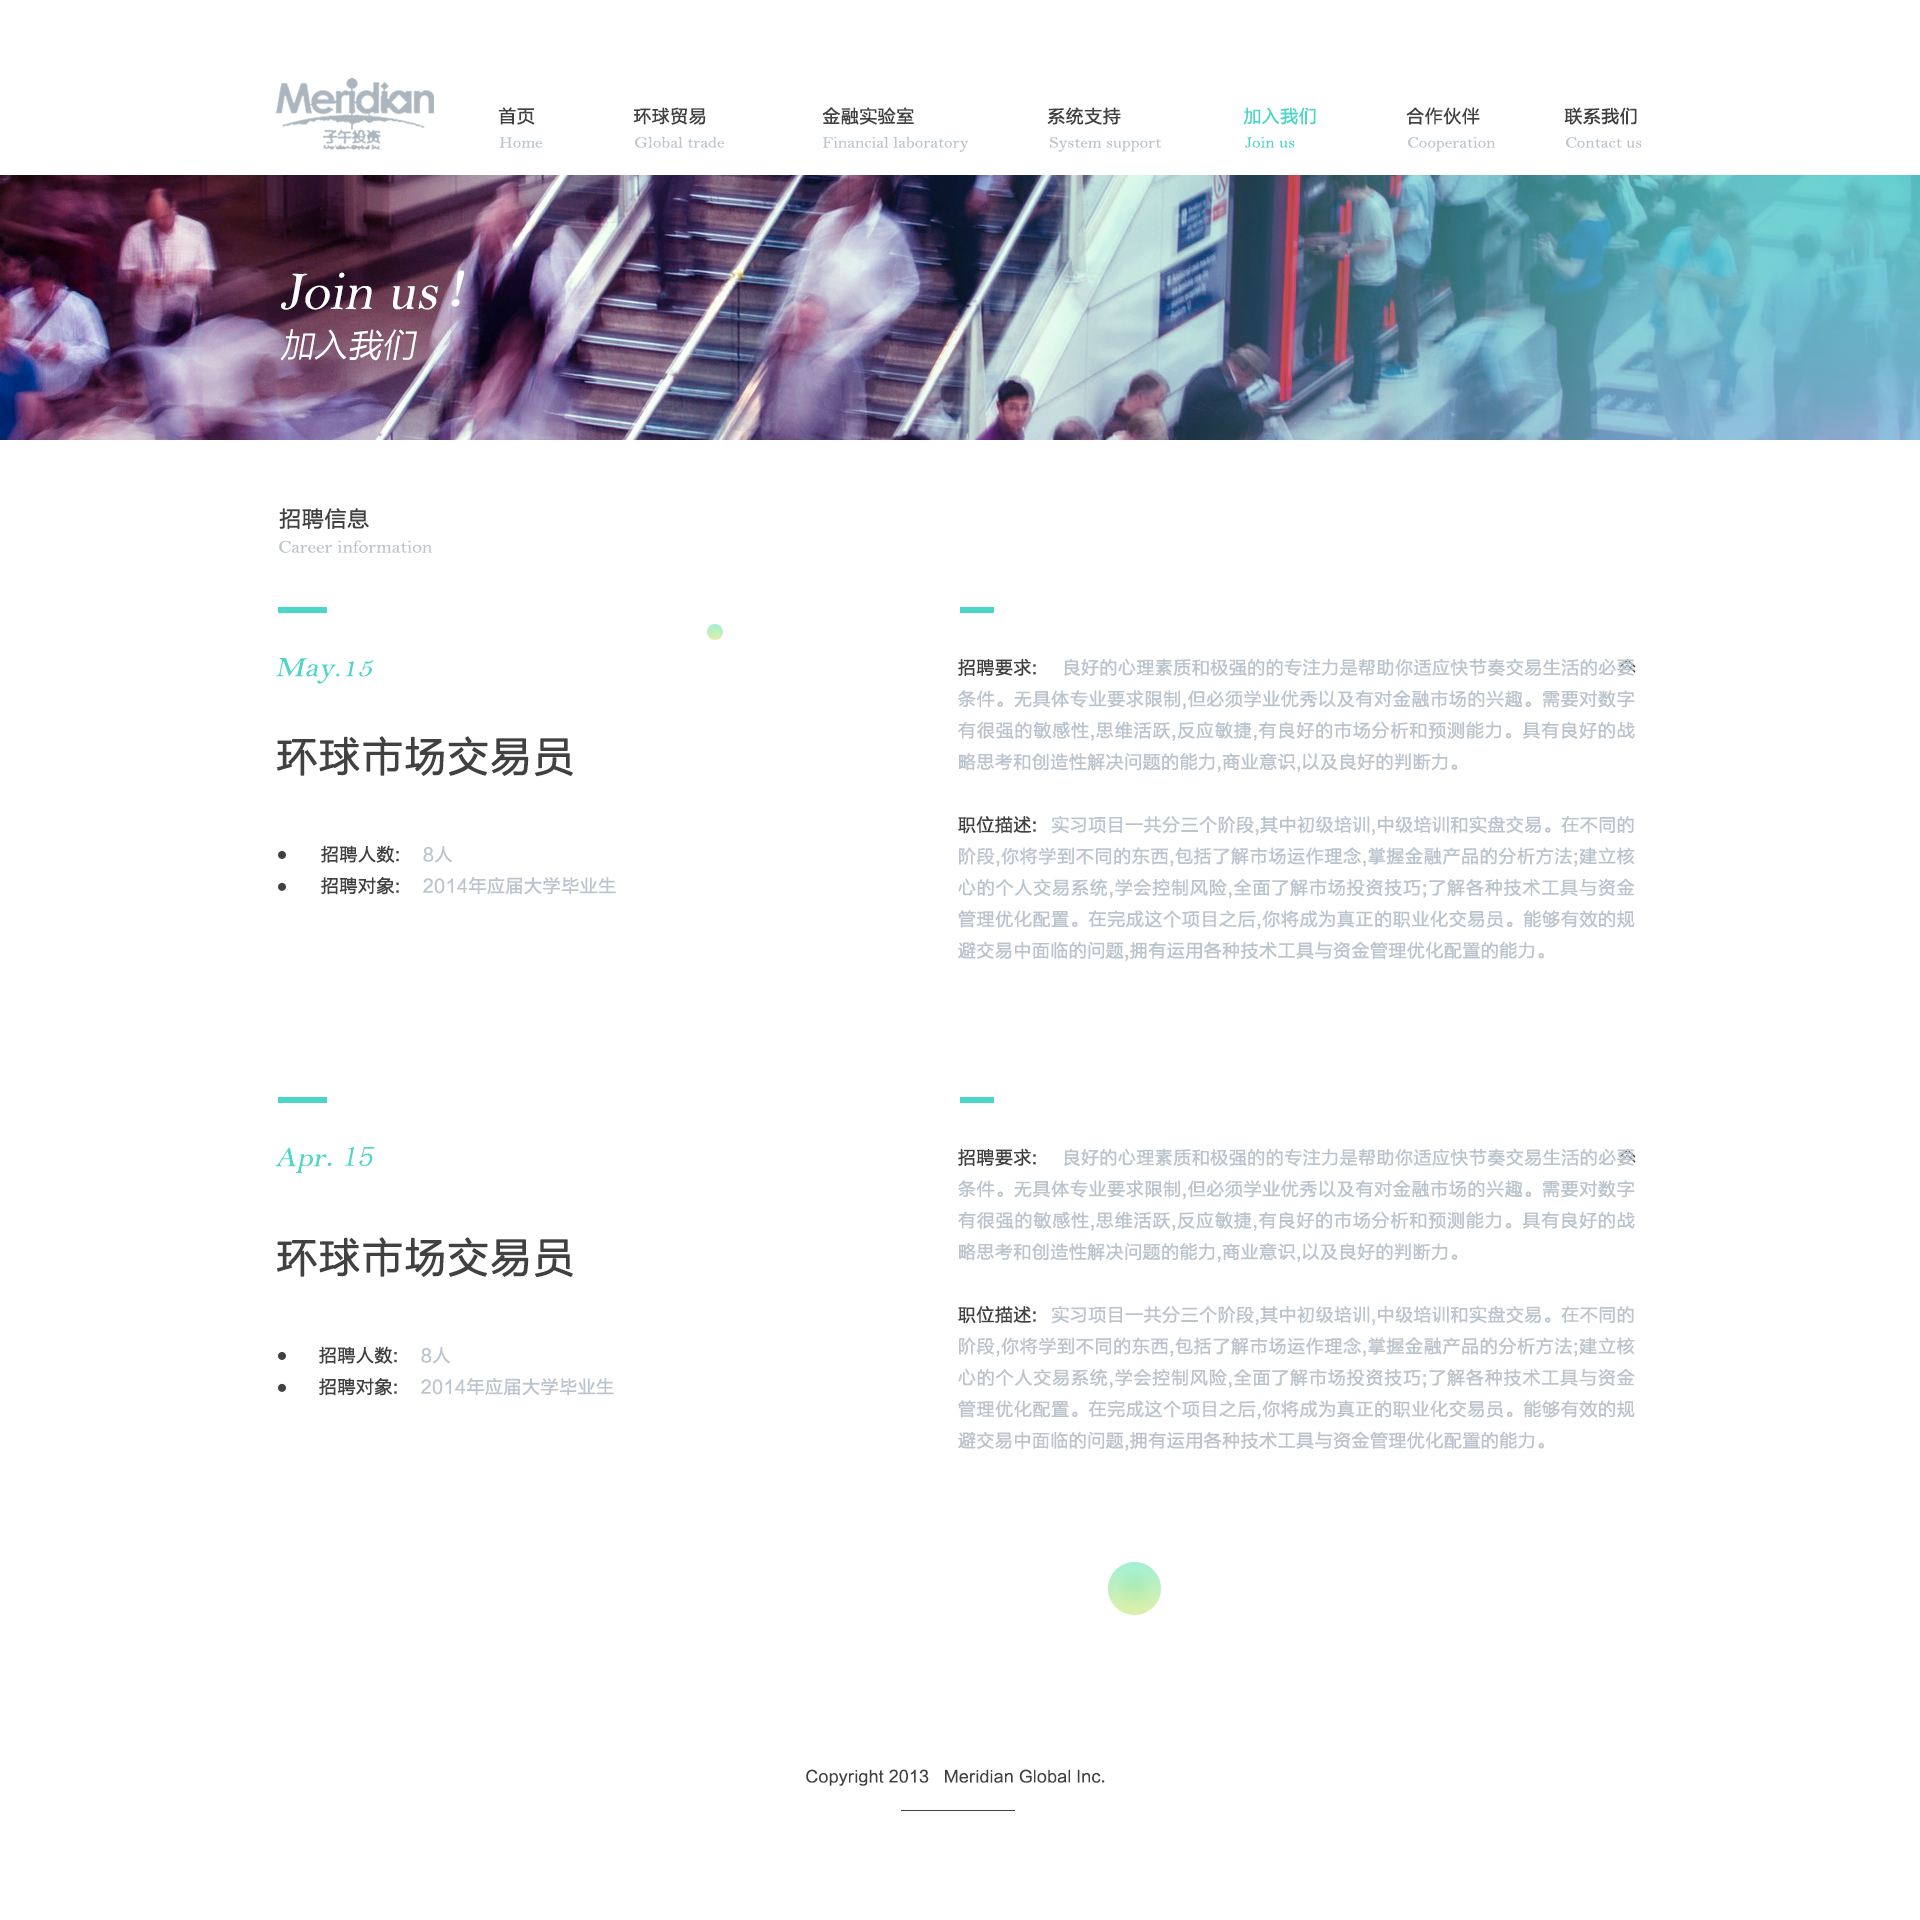 Meridian
子午投资
首页 环球贸易 金融实验室 系统支持 加入我们 合作伙伴 联系我们
Home Global trade Financial laboratory System support Join us Cooperation Contact us
Join us !
加入我们
招聘信息
Career information
May.15
环球市场交易员
招聘人数: 8人
招聘对象: 2014年应届大学毕业生
招聘要求: 良好的心理素质和极强的的专注力是帮助你适应快节奏交易生活的必要
条件。无具体专业要求限制,但必须学业优秀以及有对金融市场的兴趣。需要对数字
有很强的敏感性,思维活跃,反应敏捷,有良好的市场分析和预测能力。具有良好的战
略思考和创造性解决问题的能力,商业意识,以及良好的判断力。
职位描述: 实习项目一共分三个阶段,其中初级培训,中级培训和实盘交易。在不同的
阶段,你将学到不同的东西,包括了解市场运作理念,掌握金融产品的分析方法;建立核
心的个人交易系统,学会控制风险,全面了解市场投资技巧;了解各种技术工具与资金
管理优化配置。在完成这个项目之后,你将成为真正的职业化交易员。能够有效的规
避交易中面临的问题,拥有运用各种技术工具与资金管理优化配置的能力。
Apr. 15
环球市场交易员
招聘人数: 8人
招聘对象: 2014年应届大学毕业生
招聘要求: 良好的心理素质和极强的的专注力是帮助你适应快节奏交易生活的必要
条件。无具体专业要求限制,但必须学业优秀以及有对金融市场的兴趣。需要对数字
有很强的敏感性,思维活跃,反应敏捷,有良好的市场分析和预测能力。具有良好的战
略思考和创造性解决问题的能力,商业意识,以及良好的判断力。
职位描述: 实习项目一共分三个阶段,其中初级培训,中级培训和实盘交易。在不同的
阶段,你将学到不同的东西,包括了解市场运作理念,掌握金融产品的分析方法;建立核
心的个人交易系统,学会控制风险,全面了解市场投资技巧;了解各种技术工具与资金
管理优化配置。在完成这个项目之后,你将成为真正的职业化交易员。能够有效的规
避交易中面临的问题,拥有运用各种技术工具与资金管理优化配置的能力。
Copyright 2013 Meridian Global Inc.